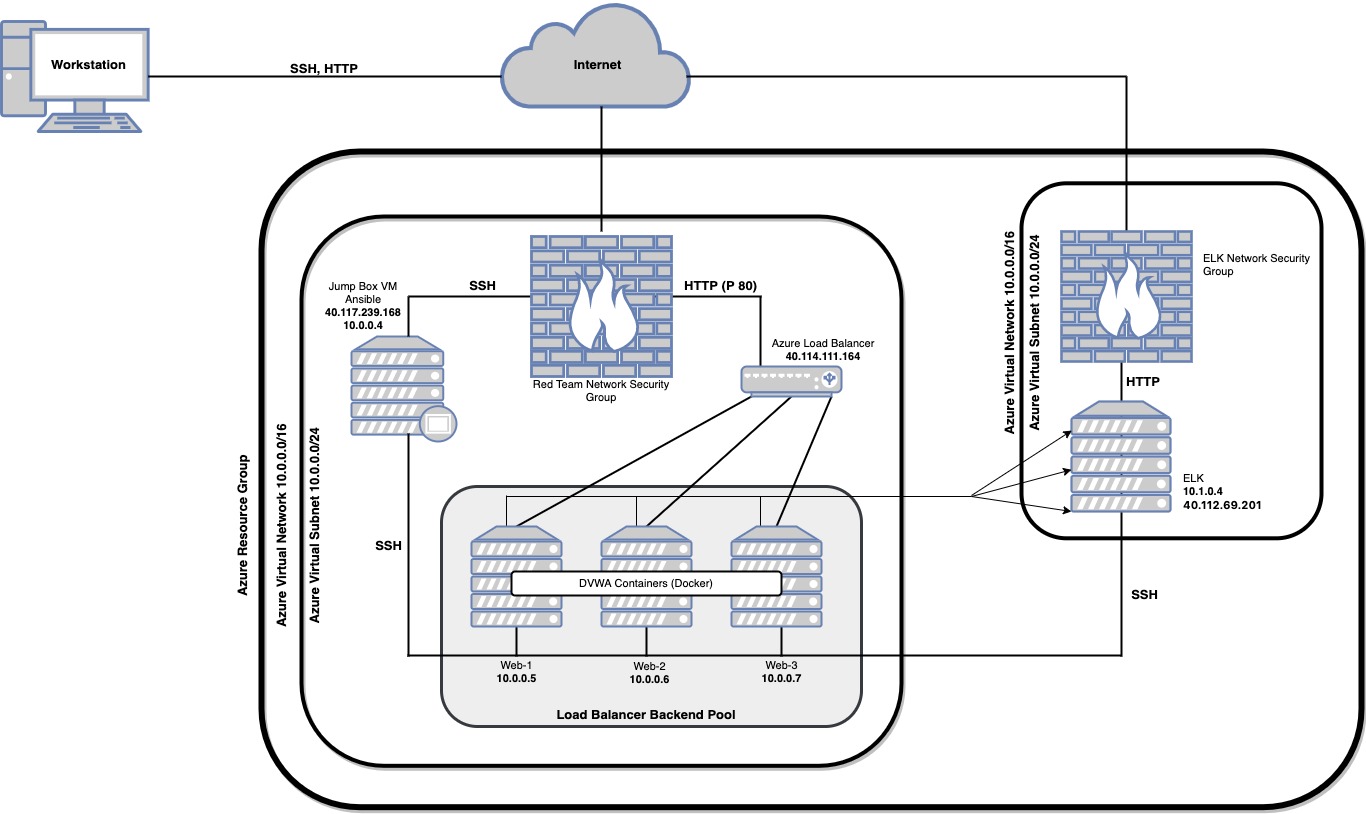 Workstation
SSH, HTTP
Internet
ELK Network Security
Group
Azure Virtual Network 10.0.0.0/16
Azure Virtual Subnet 10.0.0.0/24
HTTP
ELK
10.1.0.4
40.112.69.201
SSH
Jump Box VM
Ansible
40.117.239.168
10.0.0.4
SSH
HTTP (P 80)
Red Team Network Security
Group
Azure Load Balancer
40.114.111.164
Azure Resource Group
Azure Virtual Network 10.0.0.0/16
Azure Virtual Subnet 10.0.0.0/24
SSH
DVWA Containers (Docker)
Web-1
10.0.0.5
Web-2
10.0.0.6
Web-3
10.0.0.7
Load Balancer Backend Pool